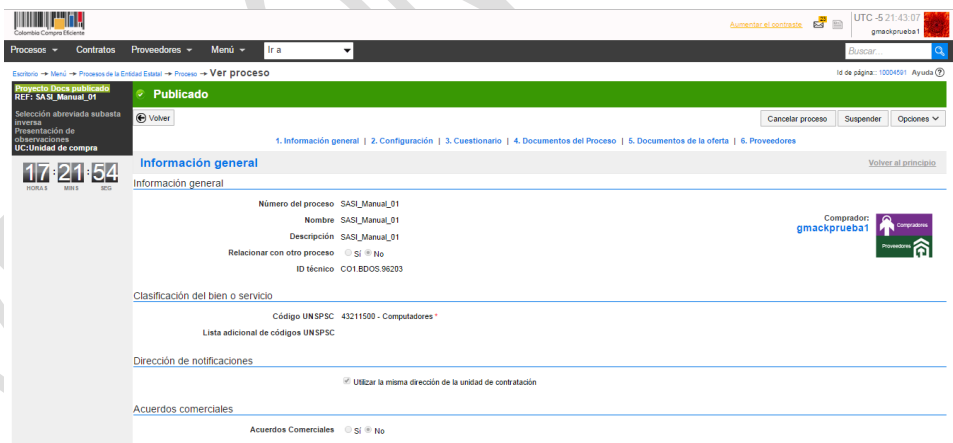 Colombia Compra Eficiente
Aumentar el contraste
23
UTC -5 21:43:07
gmackprueba1
Procesos Contratos Proveedores Menú Ir a Buscar...
Escritorio → Menú → Procesos de la Entidad Estatal → Proceso → Ver proceso
Id de página:: 10004591 Ayuda ?
Proyecto Docs publicado
REF: SASI_Manual_01
Selección abreviada subasta
inversa
Presentación de
observaciones
UC:Unidad de compra
17:21:54
HORAS MINS SEG
Publicado
Volver
Cancelar proceso Suspender Opciones
1. Información general | 2. Configuración | 3. Cuestionario | 4. Documentos del Proceso | 5. Documentos de la oferta | 6. Proveedores
Información general
Volver al principio
Información general
Número del proceso SASI_Manual_01
Nombre SASI_Manual_01
Descripción SASI_Manual_01
Relacionar con otro proceso Sí No
ID técnico CO1.BDOS.96203
Comprador:
gmackprueba1
Compradores
Proveedores
Clasificación del bien o servicio
Código UNSPSC 43211500 - Computadores *
Lista adicional de códigos UNSPSC
Dirección de notificaciones
Utilizar la misma dirección de la unidad de contratación
Acuerdos comerciales
Acuerdos Comerciales Sí No